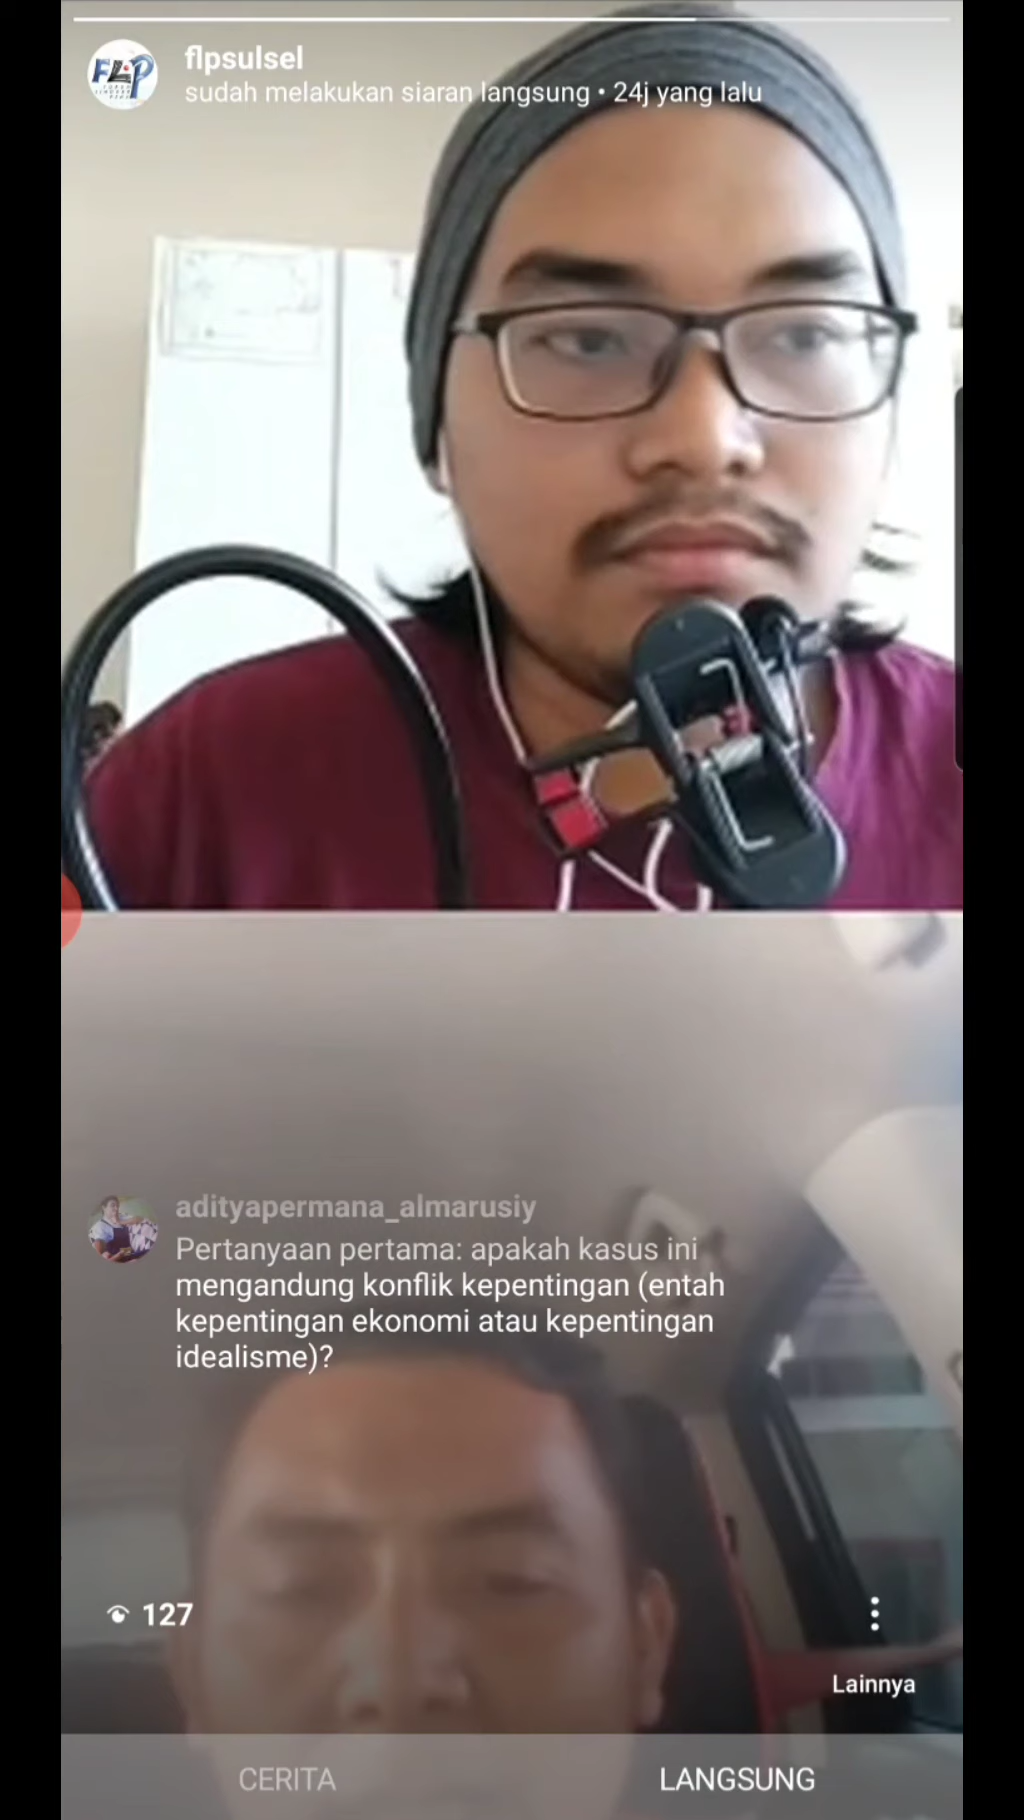 flpsulsel
sudah melakukan siaran langsung • 24j yang lalu
FLP
adityapermana_almarusiy
Pertanyaan pertama: apakah kasus ini
mengandung konflik kepentingan (entah
kepentingan ekonomi atau kepentingan
idealisme)?
127
Lainnya
CERITA
LANGSUNG